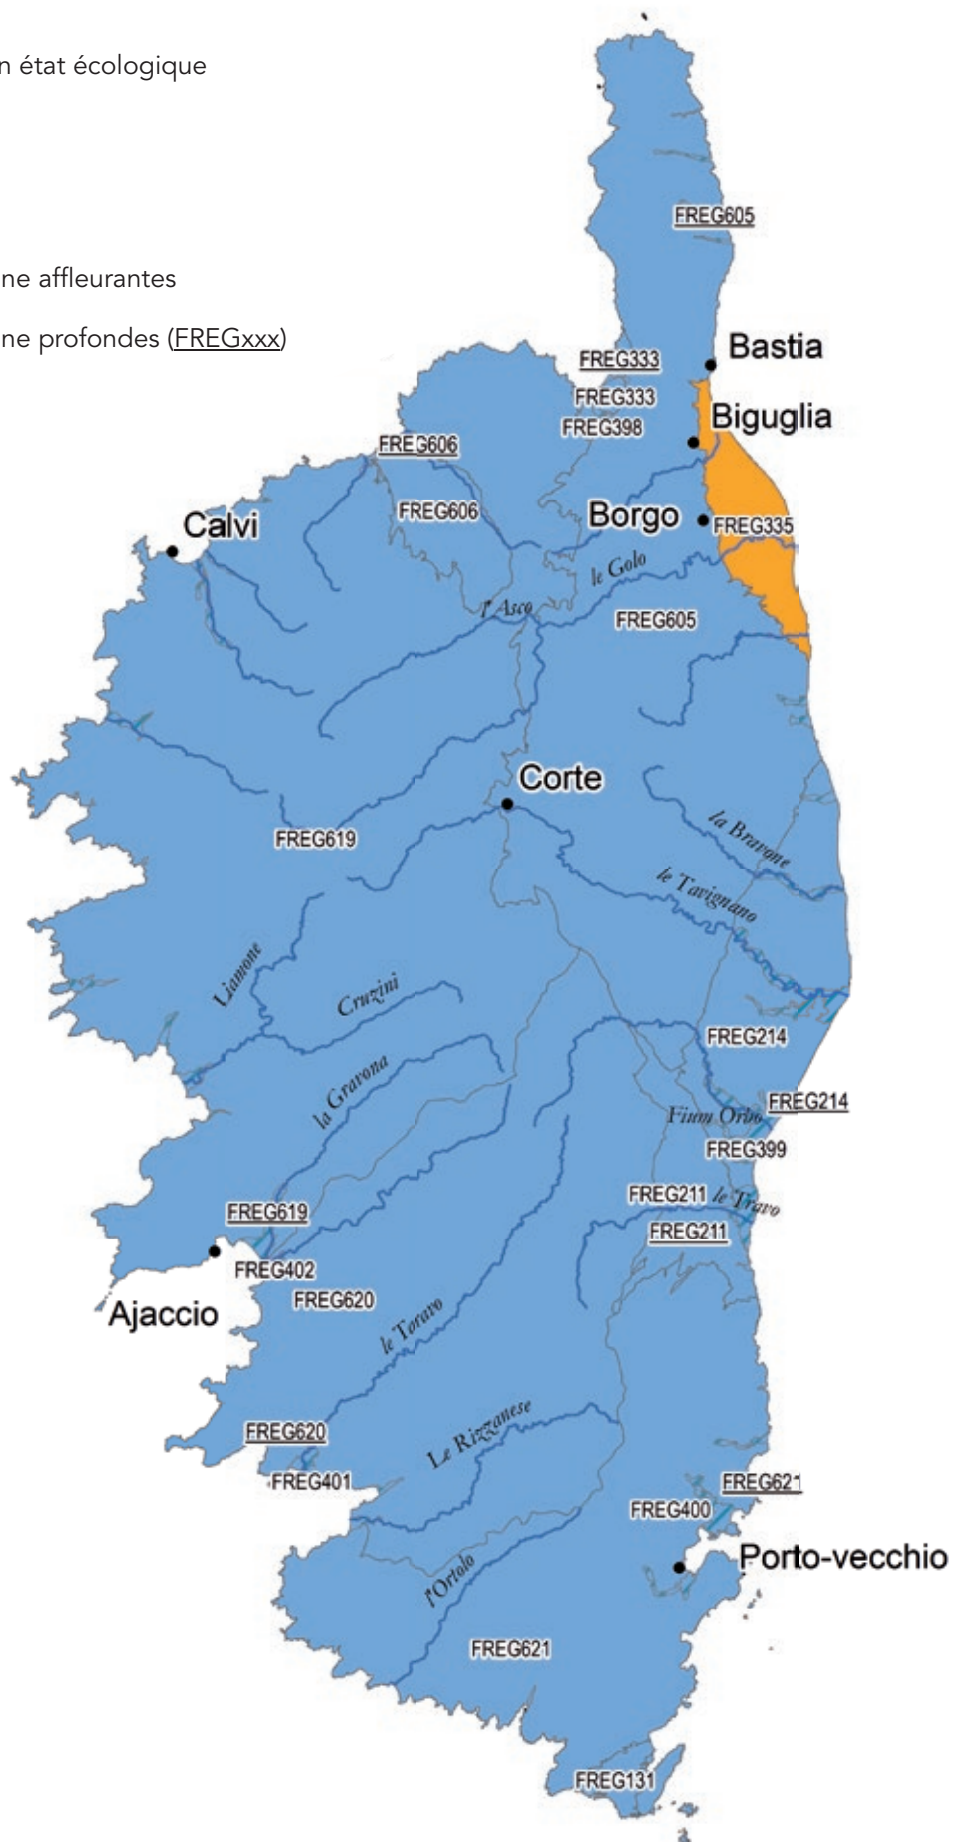 n état écologique
FREG605
ne affleurantes
ne profondes (FREGxxx)
Bastia
FREG333
FREG333
Biguglia
FREG398
FREG606
FREG606
Borgo
Calvi
FREG335
le Golo
l'Asco
FREG605
Corte
FREG619
la Bravone
le Tavignano
Liamone
Cruzini
FREG214
la Gravona
FREG214
Fium Orbo
FREG399
FREG211
le Travo
FREG619
FREG211
FREG402
FREG620
Ajaccio
le Toravo
Le Rizzanese
FREG620
FREG401
FREG621
FREG400
Porto-vecchio
l'Ortolo
FREG621
FREG131